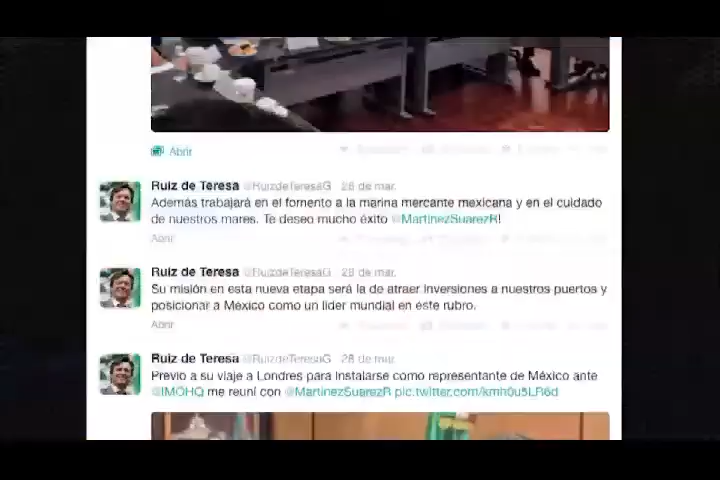 Abrir
Ruiz de Teresa @RuizdeTeresaG 28 de mar.
Además trabajará en el fomento a la marina mercante mexicana y en el cuidado
de nuestros mares. Te deseo mucho éxito @MartinezSuarezR!
Abrir
Ruiz de Teresa @RuizdeTeresaG 28 de mar.
Su misión en esta nueva etapa será la de atraer inversiones a nuestros puertos y
posicionar a México como un líder mundial en este rubro.
Abrir
Ruiz de Teresa @RuizdeTeresaG 28 de mar.
Previo a su viaje a Londres para instalarse como representante de México ante
@IMOHQ me reuní con @MartinezSuarezR pic.twitter.com/kmh0u5LR6d